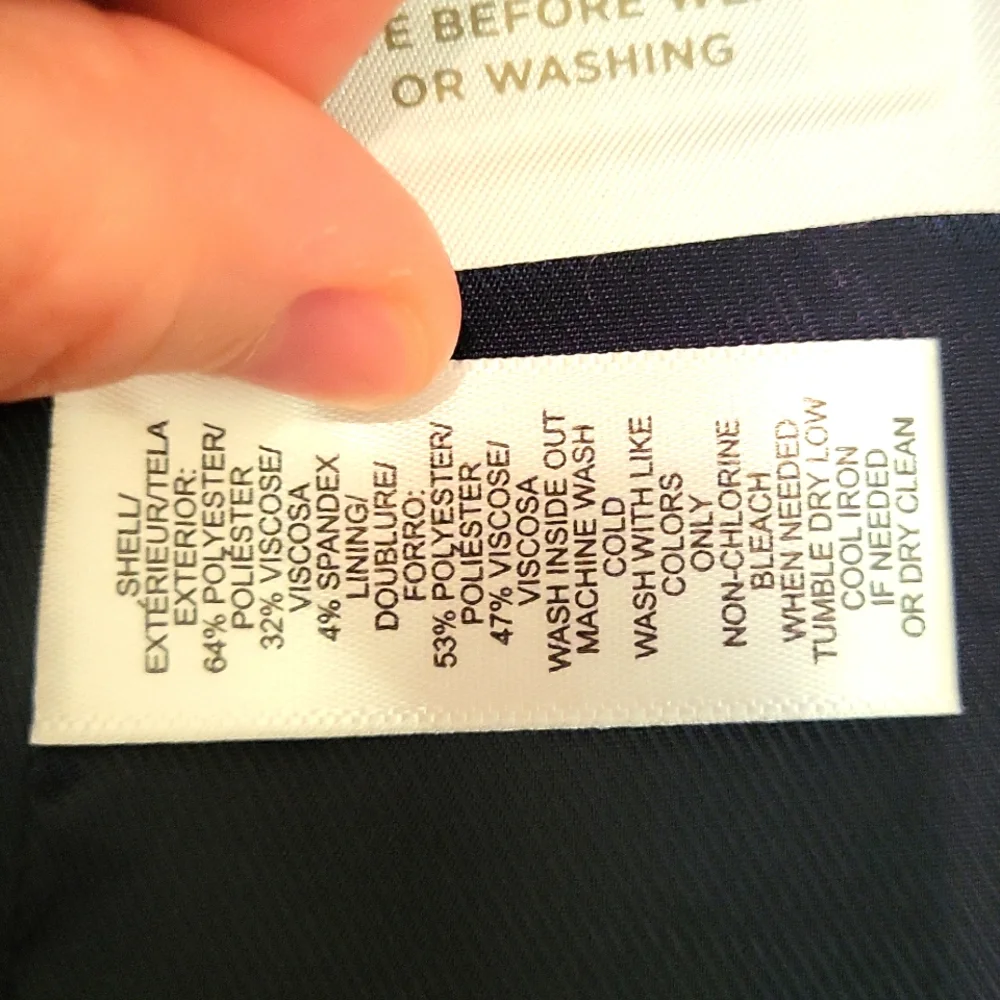 E BEFORE WE
OR WASHING
SHELL/
EXTÉRIEUR/TELA
EXTERIOR:
64% POLYESTER/
POLIÉSTER
32% VISCOSE/
VISCOSA
4% SPANDEX
LINING/
DOUBLURE/
FORRO:
53% POLYESTER/
POLIÉSTER
47% VISCOSE/
VISCOSA
WASH INSIDE OUT
MACHINE WASH
COLD
WASH WITH LIKE
COLORS
ONLY
NON-CHLORINE
BLEACH
WHEN NEEDED
TUMBLE DRY LOW
COOL IRON
IF NEEDED
OR DRY CLEAN